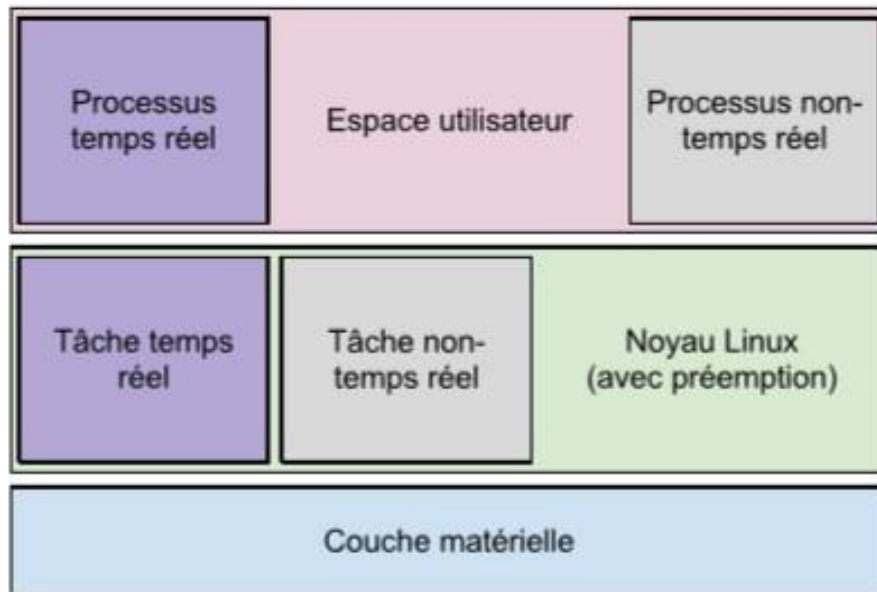 Processus
temps réel
Espace utilisateur
Processus non-
temps réel
Tâche temps
réel
Tâche non-
temps réel
Noyau Linux
(avec préemption)
Couche matérielle